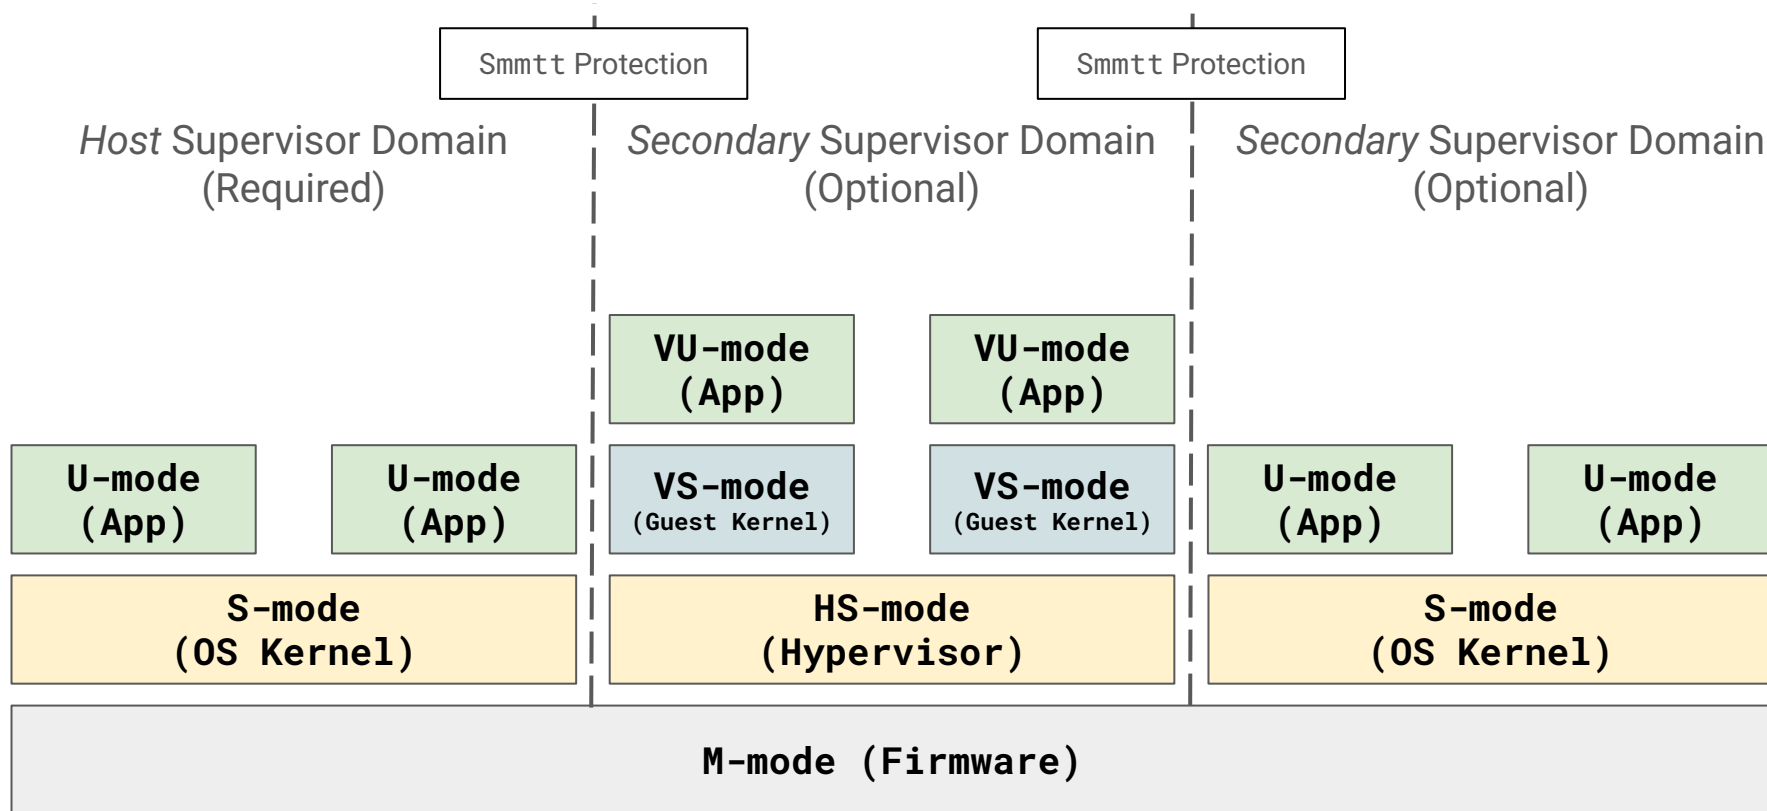 Smmtt Protection
Smmtt Protection
Host Supervisor Domain
(Required)
Secondary Supervisor Domain
(Optional)
Secondary Supervisor Domain
(Optional)
VU-mode
(App)
VU-mode
(App)
U-mode
(App)
U-mode
(App)
VS-mode
(Guest Kernel)
VS-mode
(Guest Kernel)
U-mode
(App)
U-mode
(App)
S-mode
(OS Kernel)
HS-mode
(Hypervisor)
S-mode
(OS Kernel)
M-mode (Firmware)